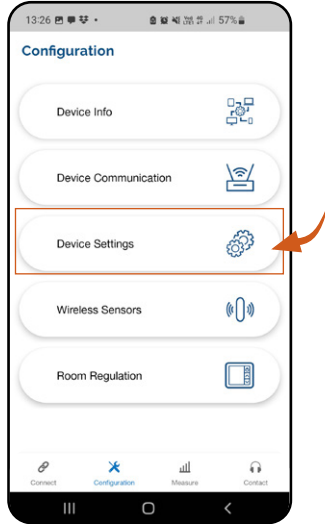 13:26 57%
Configuration
Device Info
Device Communication
Device Settings
Wireless Sensors
Room Regulation
Connect Configuration Measure Contact